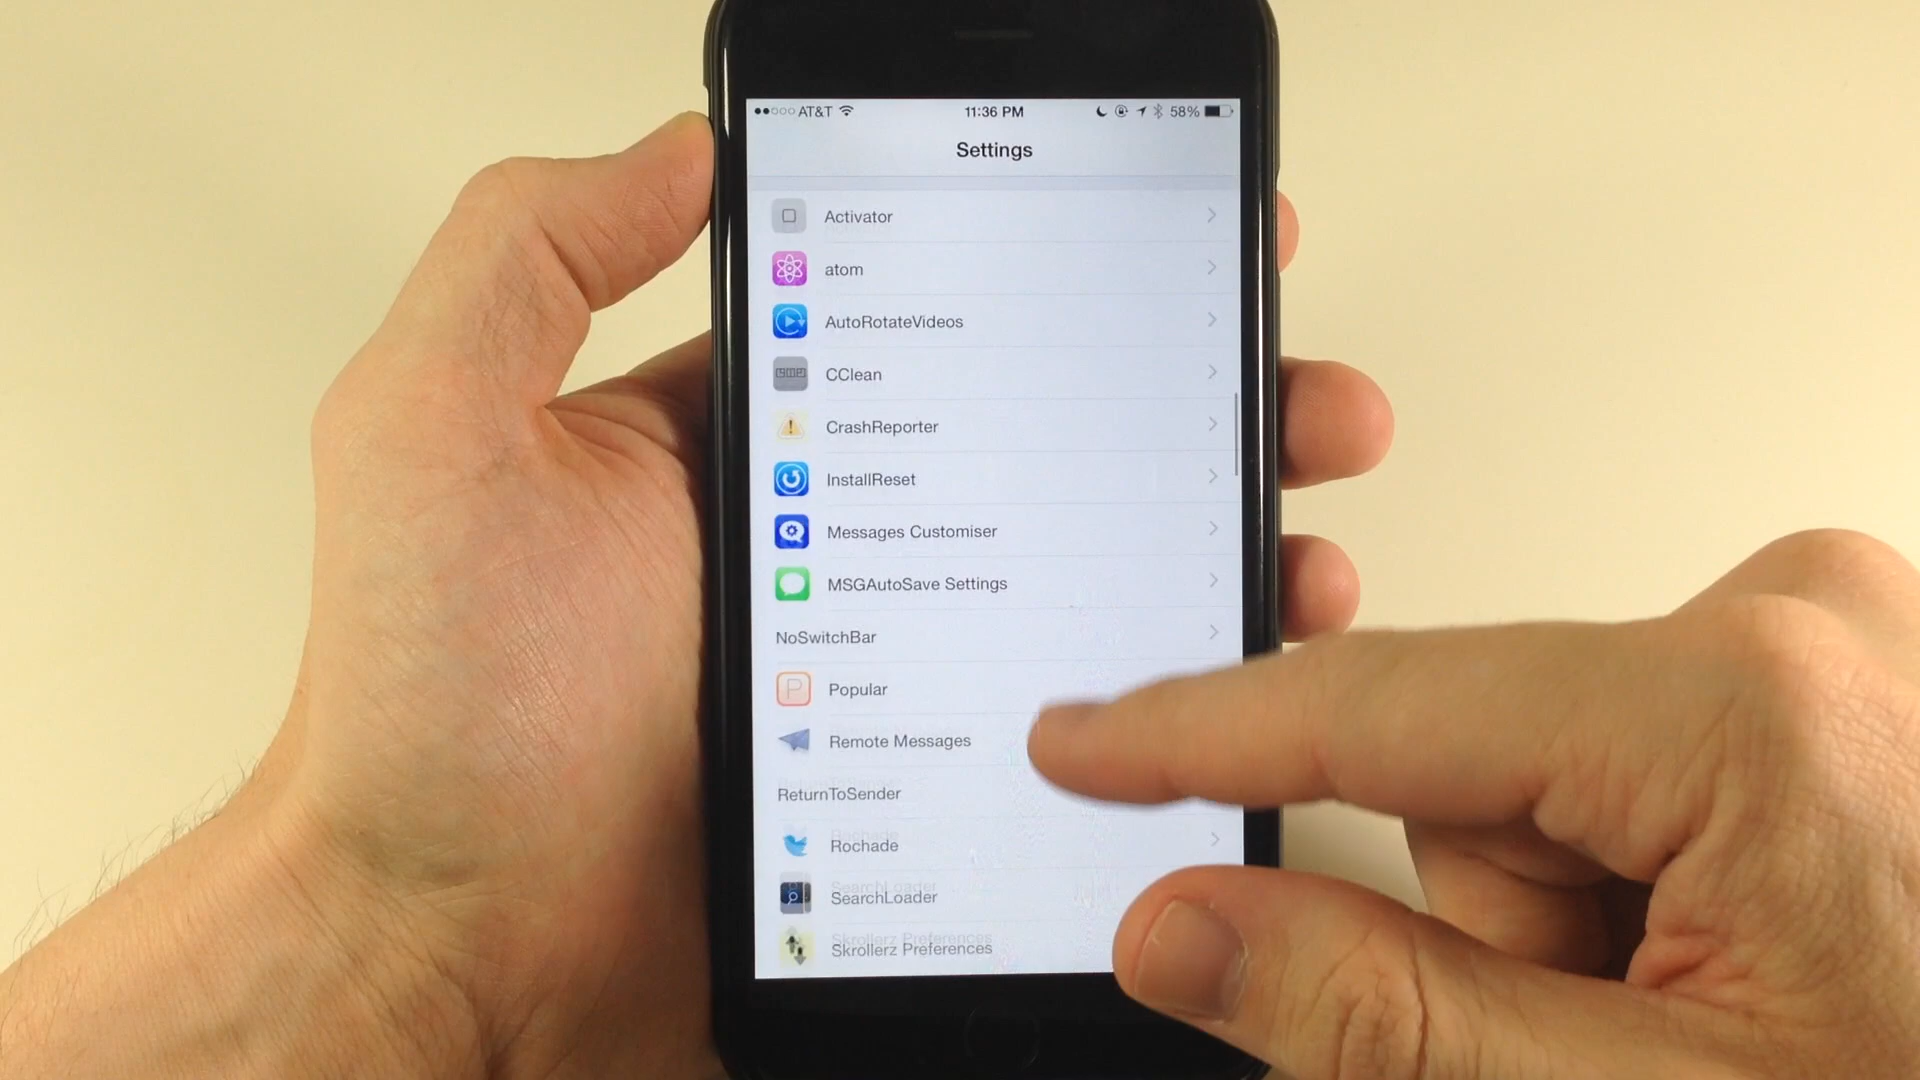 AT&T 11:36 PM 58%
Settings
Activator
atom
AutoRotateVideos
CClean
CrashReporter
InstallReset
Messages Customiser
MSGAutoSave Settings
NoSwitchBar
P Popular
Remote Messages
ReturnToSender
Rochade
SearchLoader
Skrollerz Preferences